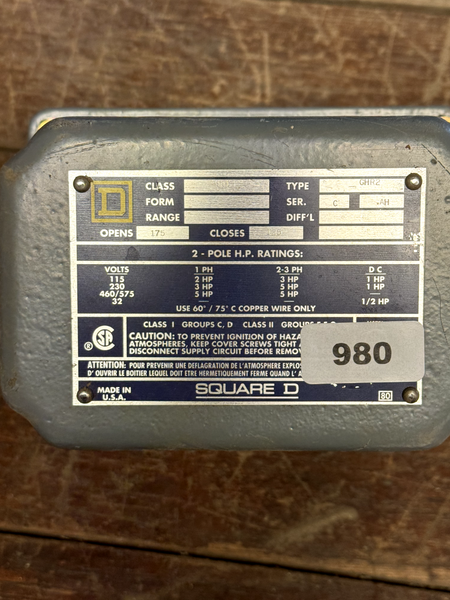 D
CLASS TYPE GHR2
FORM SER. C
RANGE DIFF'L
OPENS 175 CLOSES
2 - POLE H.P. RATINGS:
VOLTS 1 PH 2-3 PH D C
115 2 HP 3 HP 1 HP
230 3 HP 5 HP 1 HP
460/575 5 HP 5 HP —
32 — — 1/2 HP
USE 60°/ 75° C COPPER WIRE ONLY
CLASS I GROUPS C, D CLASS II GROUPS
CAUTION: TO PREVENT IGNITION OF
ATMOSPHERES, KEEP COVER SCREWS TIGHT
DISCONNECT SUPPLY CIRCUIT BEFORE
980
ATTENTION: POUR PREVENIR UNE DEFLAGRATION DE L'ATMOSPHERE
D' OUVRIR LE BOITIER LEQUEL DOIT ETRE HERMETIQUEMENT FERME QUAND L'
MADE IN
U.S.A.
SQUARE D
80